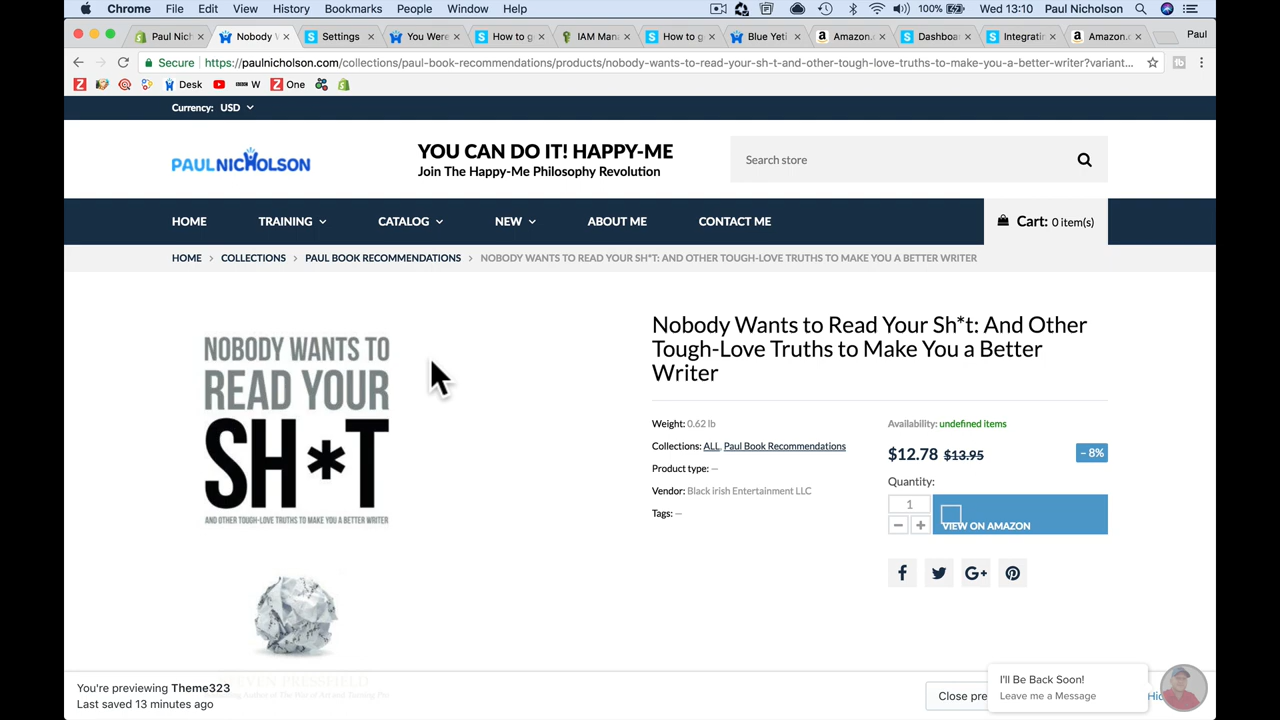 Chrome File Edit View History Bookmarks People Window Help 100% Wed 13:10 Paul Nicholson
Paul Nich Nobody W Settings You Were How to g IAM Man How to g Blue Yeti Amazon.c Dashboa Integratin Amazon.c Paul
Secure https://paulnicholson.com/collections/paul-book-recommendations/products/nobody-wants-to-read-your-sh-t-and-other-tough-love-truths-to-make-you-a-better-writer?variant...
Desk W One
Currency: USD
PAULNICHOLSON
YOU CAN DO IT! HAPPY-ME
Join The Happy-Me Philosophy Revolution
Search store
HOME TRAINING CATALOG NEW ABOUT ME CONTACT ME Cart: 0 item(s)
HOME > COLLECTIONS > PAUL BOOK RECOMMENDATIONS > NOBODY WANTS TO READ YOUR SH*T: AND OTHER TOUGH-LOVE TRUTHS TO MAKE YOU A BETTER WRITER
NOBODY WANTS TO
READ YOUR
SH*T
AND OTHER TOUGH-LOVE TRUTHS TO MAKE YOU A BETTER WRITER
Nobody Wants to Read Your Sh*t: And Other
Tough-Love Truths to Make You a Better
Writer
Weight: 0.62 lb
Collections: ALL, Paul Book Recommendations
Product type: —
Vendor: Black irish Entertainment LLC
Tags: —
Availability: undefined items
$12.78 $13.95 – 8%
Quantity:
1
VIEW ON AMAZON
STEVEN PRESSFIELD
You're previewing Theme323
Last saved 13 minutes ago
Close pre
I'll Be Back Soon!
Leave me a Message
Hid